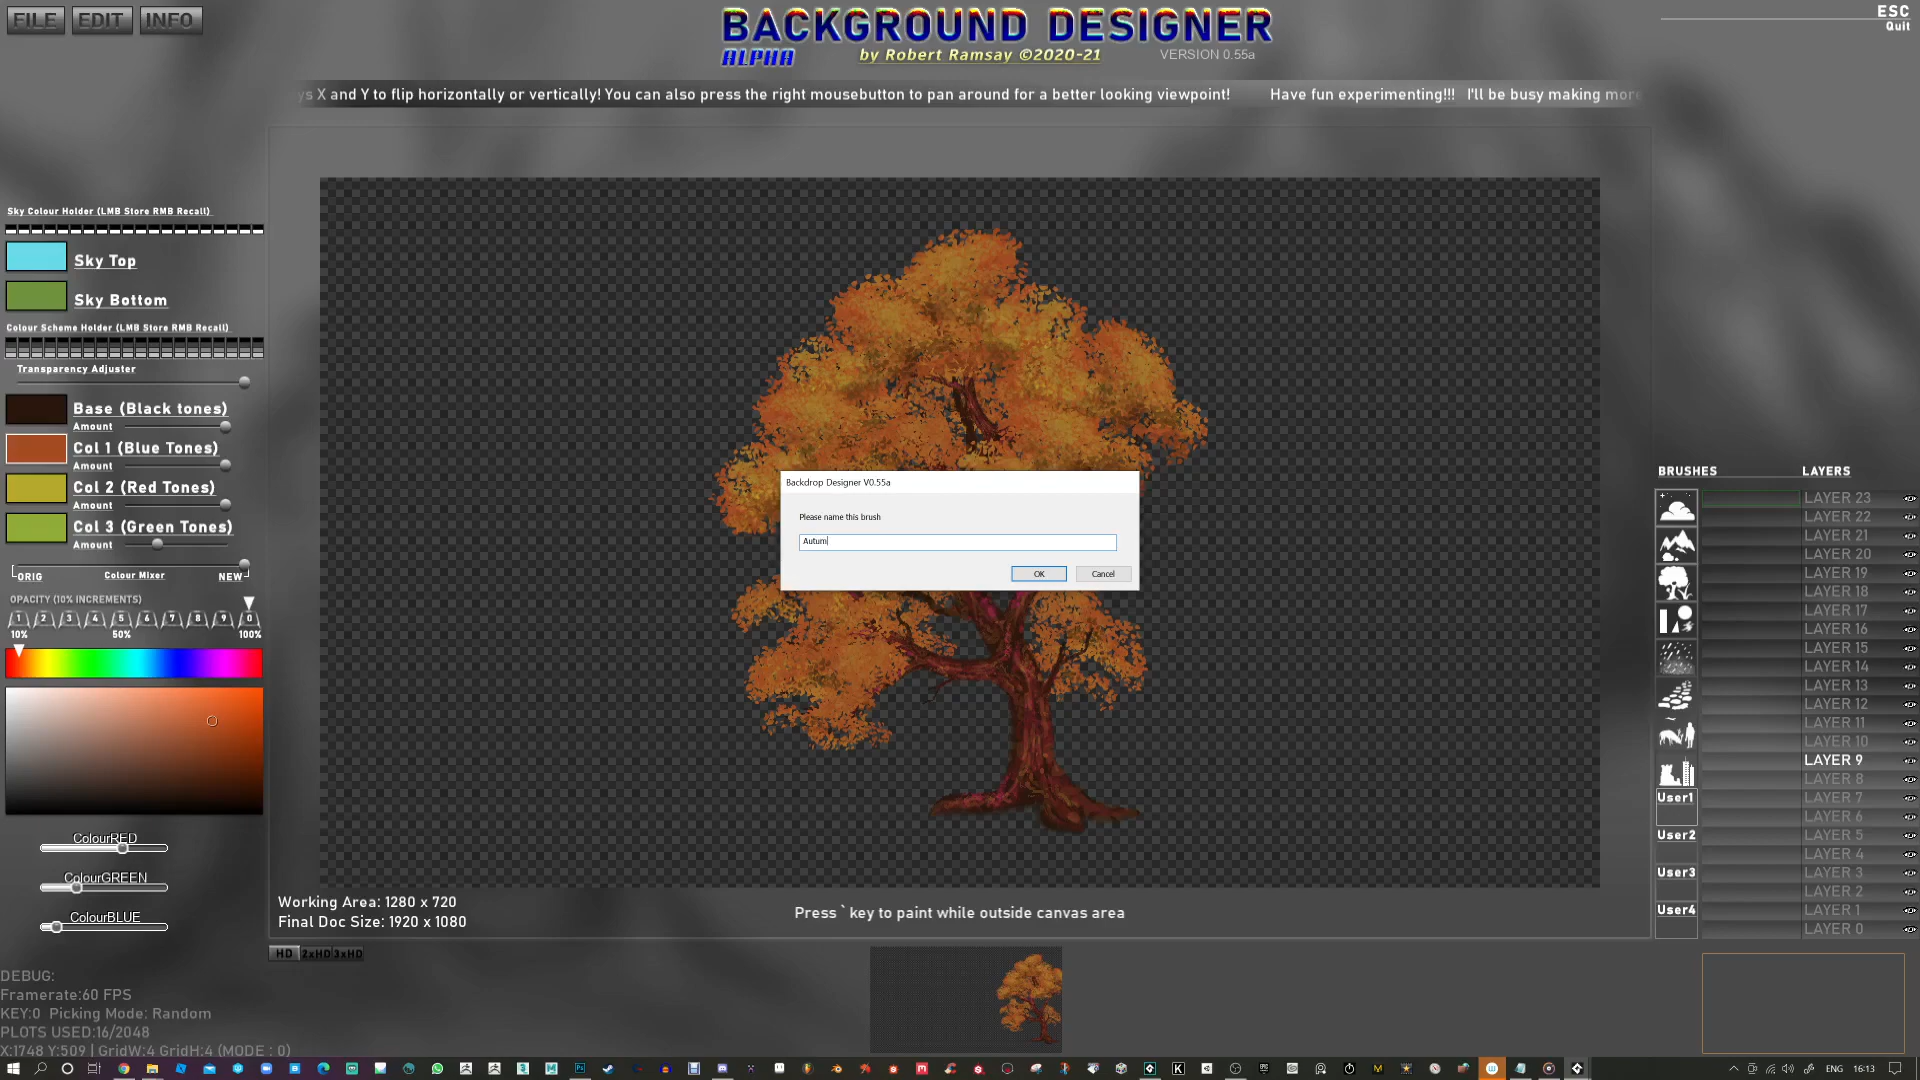 FILE EDIT INFO
BACKGROUND DESIGNER
ALPHA
by Robert Ramsay ©2020-21
VERSION 0.55a
ESC
Quit
ys X and Y to flip horizontally or vertically! You can also press the right mousebutton to pan around for a better looking viewpoint! Have fun experimenting!!! I'll be busy making more
Sky Colour Holder (LMB Store RMB Recall)
Sky Top
Sky Bottom
Colour Scheme Holder (LMB Store RMB Recall)
Transparency Adjuster
Base (Black tones)
Amount
Col 1 (Blue Tones)
Amount
Col 2 (Red Tones)
Amount
Col 3 (Green Tones)
Amount
ORIG Colour Mixer NEW
OPACITY (10% INCREMENTS)
1 2 3 4 5 6 7 8 9 0
10% 50% 100%
ColourRED
ColourGREEN
ColourBLUE
Backdrop Designer V0.55a
Please name this brush
Autum
OK Cancel
Working Area: 1280 x 720
Final Doc Size: 1920 x 1080
Press ` key to paint while outside canvas area
HD 2xHD 3xHD
DEBUG:
Framerate:60 FPS
KEY:0 Picking Mode: Random
PLOTS USED:16/2048
X:1748 Y:509 | GridW:4 GridH:4 (MODE : 0)
BRUSHES LAYERS
LAYER 23
LAYER 22
LAYER 21
LAYER 20
LAYER 19
LAYER 18
LAYER 17
LAYER 16
LAYER 15
LAYER 14
LAYER 13
LAYER 12
LAYER 11
LAYER 10
LAYER 9
LAYER 8
User1 LAYER 7
LAYER 6
User2 LAYER 5
LAYER 4
User3 LAYER 3
LAYER 2
User4 LAYER 1
LAYER 0
ENG 16:13